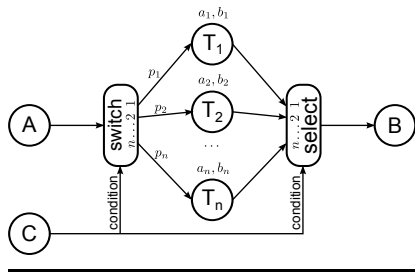 a₁, b₁
T₁
p₁
a₂, b₂
A
switch
n...2 1
p₂
T₂
n...2 1
select
B
...
pₙ
aₙ, bₙ
Tₙ
condition
condition
C